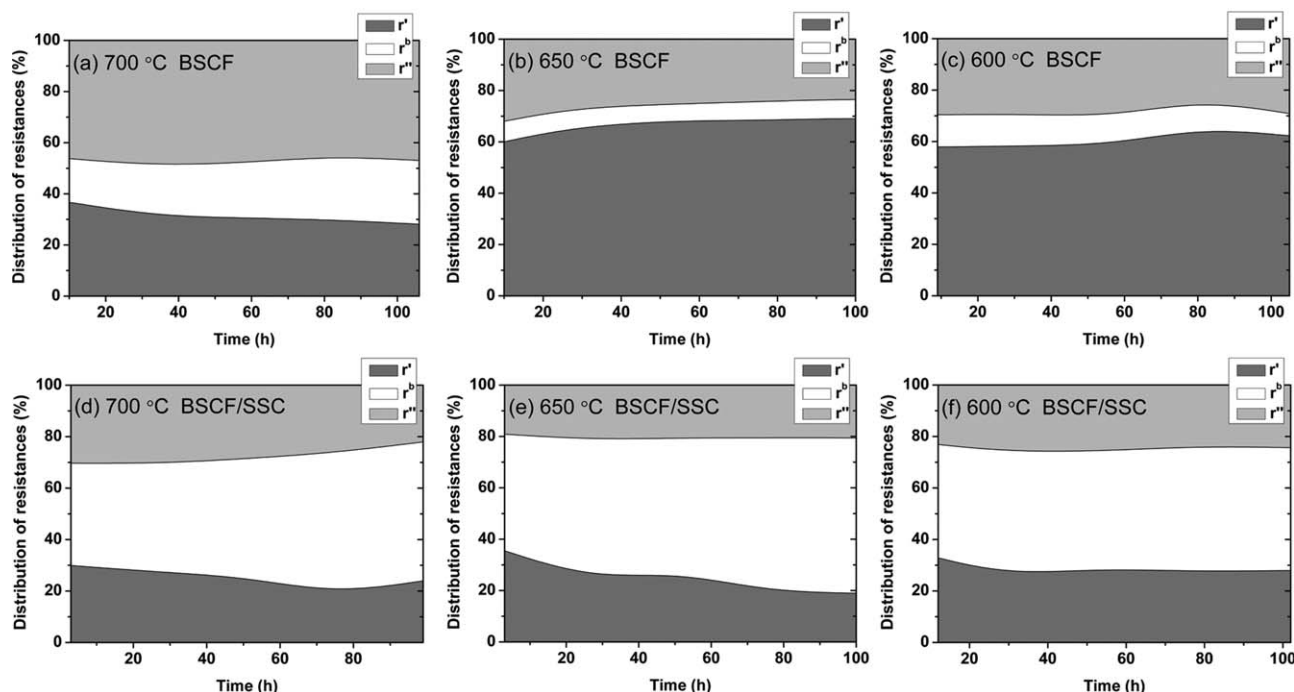 r'
r^b
r''
(a) 700 °C BSCF
Distribution of resistances (%)
100
80
60
40
20
0
20
40
60
80
100
Time (h)
r'
r^b
r''
(b) 650 °C BSCF
Distribution of resistances (%)
100
80
60
40
20
0
20
40
60
80
100
Time (h)
r'
r^b
r''
(c) 600 °C BSCF
Distribution of resistances (%)
100
80
60
40
20
0
20
40
60
80
100
Time (h)
r'
r^b
r''
(d) 700 °C BSCF/SSC
Distribution of resistances (%)
100
80
60
40
20
0
20
40
60
80
Time (h)
r'
r^b
r''
(e) 650 °C BSCF/SSC
Distribution of resistances (%)
100
80
60
40
20
0
20
40
60
80
100
Time (h)
r'
r^b
r''
(f) 600 °C BSCF/SSC
Distribution of resistances (%)
100
80
60
40
20
0
20
40
60
80
100
Time (h)